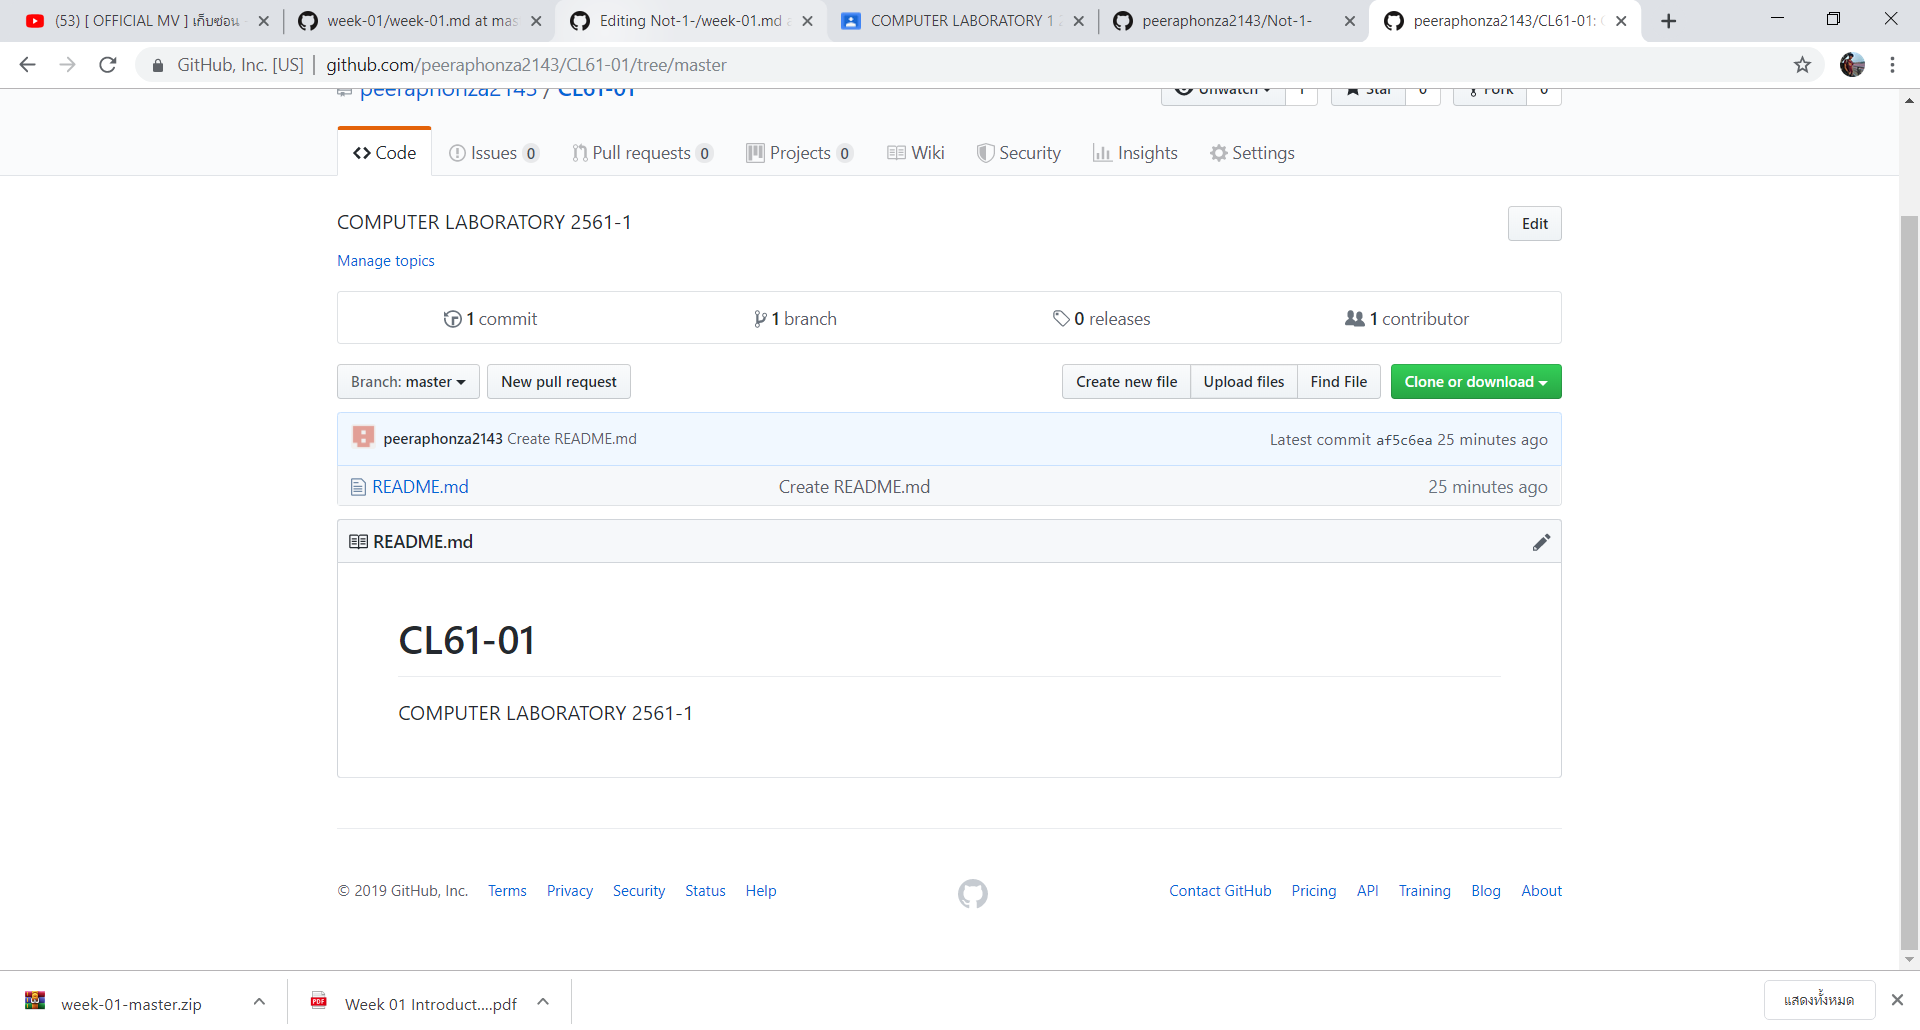 (53) [ OFFICIAL MV ] เก็บซ่อน
week-01/week-01.md at mas
Editing Not-1-/week-01.md a
COMPUTER LABORATORY 1 2
peeraphonza2143/Not-1-
peeraphonza2143/CL61-01: C
GitHub, Inc. [US] | github.com/peeraphonza2143/CL61-01/tree/master
peeraphonza2143 / CL61-01
Unwatch 1 Star 0 Fork 0
Code Issues 0 Pull requests 0 Projects 0 Wiki Security Insights Settings
COMPUTER LABORATORY 2561-1
Edit
Manage topics
1 commit 1 branch 0 releases 1 contributor
Branch: master New pull request Create new file Upload files Find File Clone or download
peeraphonza2143 Create README.md Latest commit af5c6ea 25 minutes ago
README.md Create README.md 25 minutes ago
README.md
CL61-01
COMPUTER LABORATORY 2561-1
© 2019 GitHub, Inc. Terms Privacy Security Status Help Contact GitHub Pricing API Training Blog About
week-01-master.zip
PDF
Week 01 Introduct....pdf
แสดงทั้งหมด